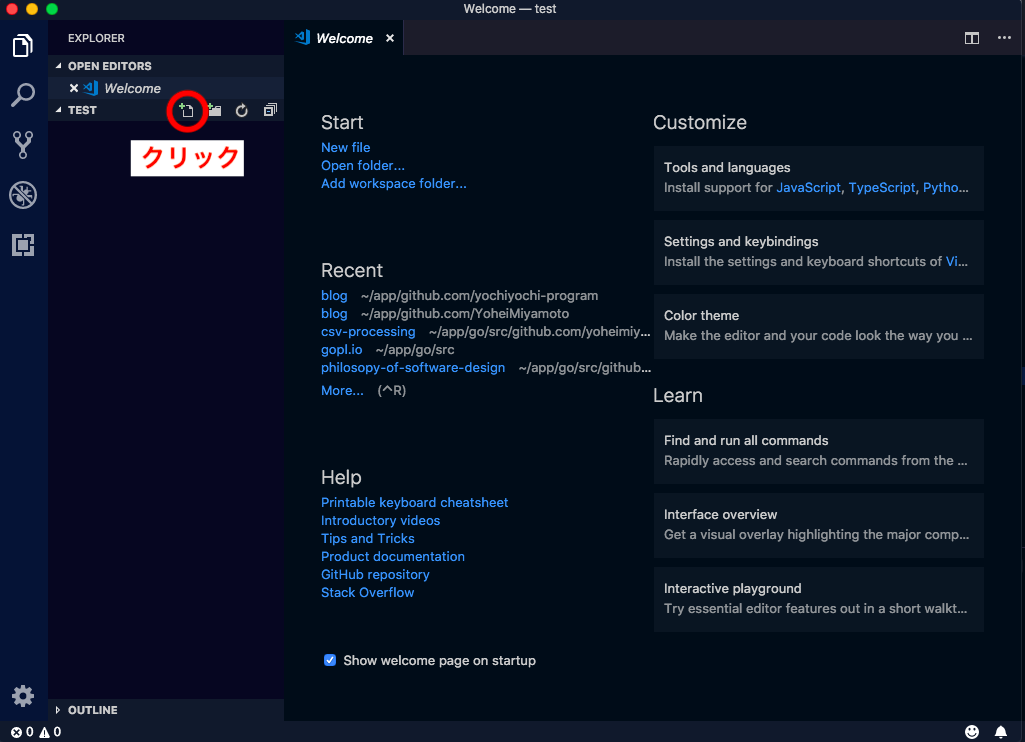 Welcome — test
EXPLORER
OPEN EDITORS
Welcome
TEST
クリック
OUTLINE
Welcome
Start
New file
Open folder...
Add workspace folder...
Recent
blog ~/app/github.com/yochiyochi-program
blog ~/app/github.com/YoheiMiyamoto
csv-processing ~/app/go/src/github.com/yoheimiy...
gopl.io ~/app/go/src
philosopy-of-software-design ~/app/go/src/github...
More... (^R)
Help
Printable keyboard cheatsheet
Introductory videos
Tips and Tricks
Product documentation
GitHub repository
Stack Overflow
Show welcome page on startup
Customize
Tools and languages
Install support for JavaScript, TypeScript, Pytho...
Settings and keybindings
Install the settings and keyboard shortcuts of Vi...
Color theme
Make the editor and your code look the way you ...
Learn
Find and run all commands
Rapidly access and search commands from the ...
Interface overview
Get a visual overlay highlighting the major comp...
Interactive playground
Try essential editor features out in a short walkt...
0 0